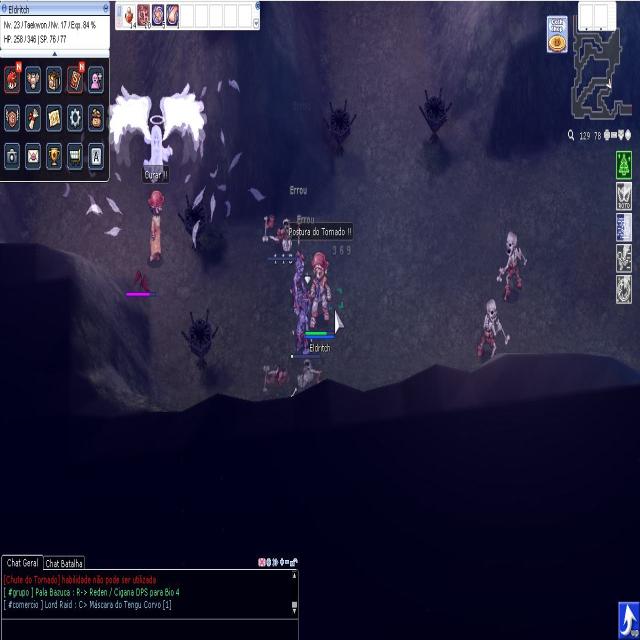 Eldritch
Nv. 23 / Taekwon / Nv. 17 / Exp. 84 %
HP. 258 / 346 | SP. 76 / 77
Curar !!
Errou
Errou
Postura do Tornado !!
369
Eldritch
129 78
Chat Geral
Chat Batalha
[Chute do Tornado] habilidade não pode ser utilizada
[ #grupo ] Pala Bazuca : R-> Reden / Cigana DPS para Bio 4
[ #comercio ] Lord Raid : C> Máscara do Tengu Corvo [1]